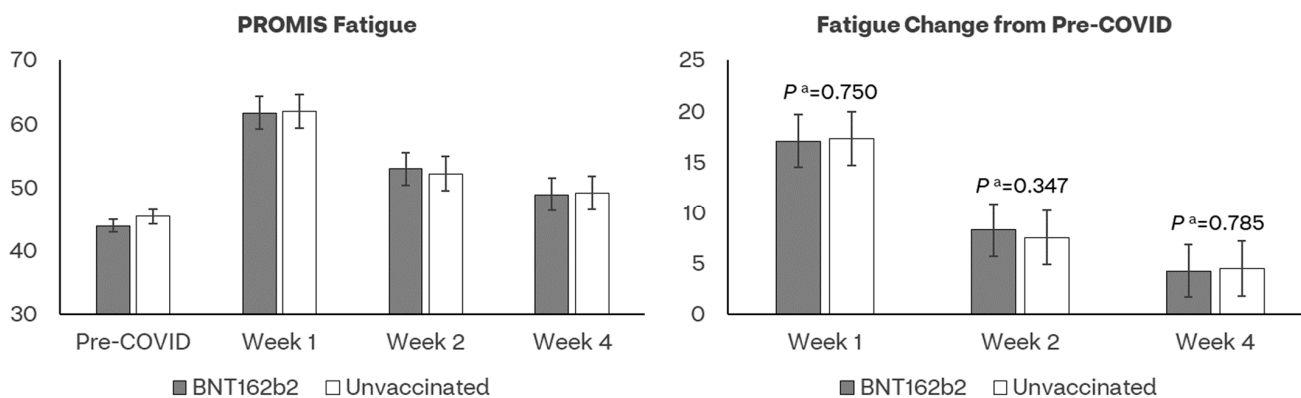 PROMIS Fatigue
70
60
50
40
30
Pre-COVID Week 1 Week 2 Week 4
BNT162b2 Unvaccinated
Fatigue Change from Pre-COVID
25
20
15
10
5
0
P a=0.750
P a=0.347
P a=0.785
Week 1 Week 2 Week 4
BNT162b2 Unvaccinated